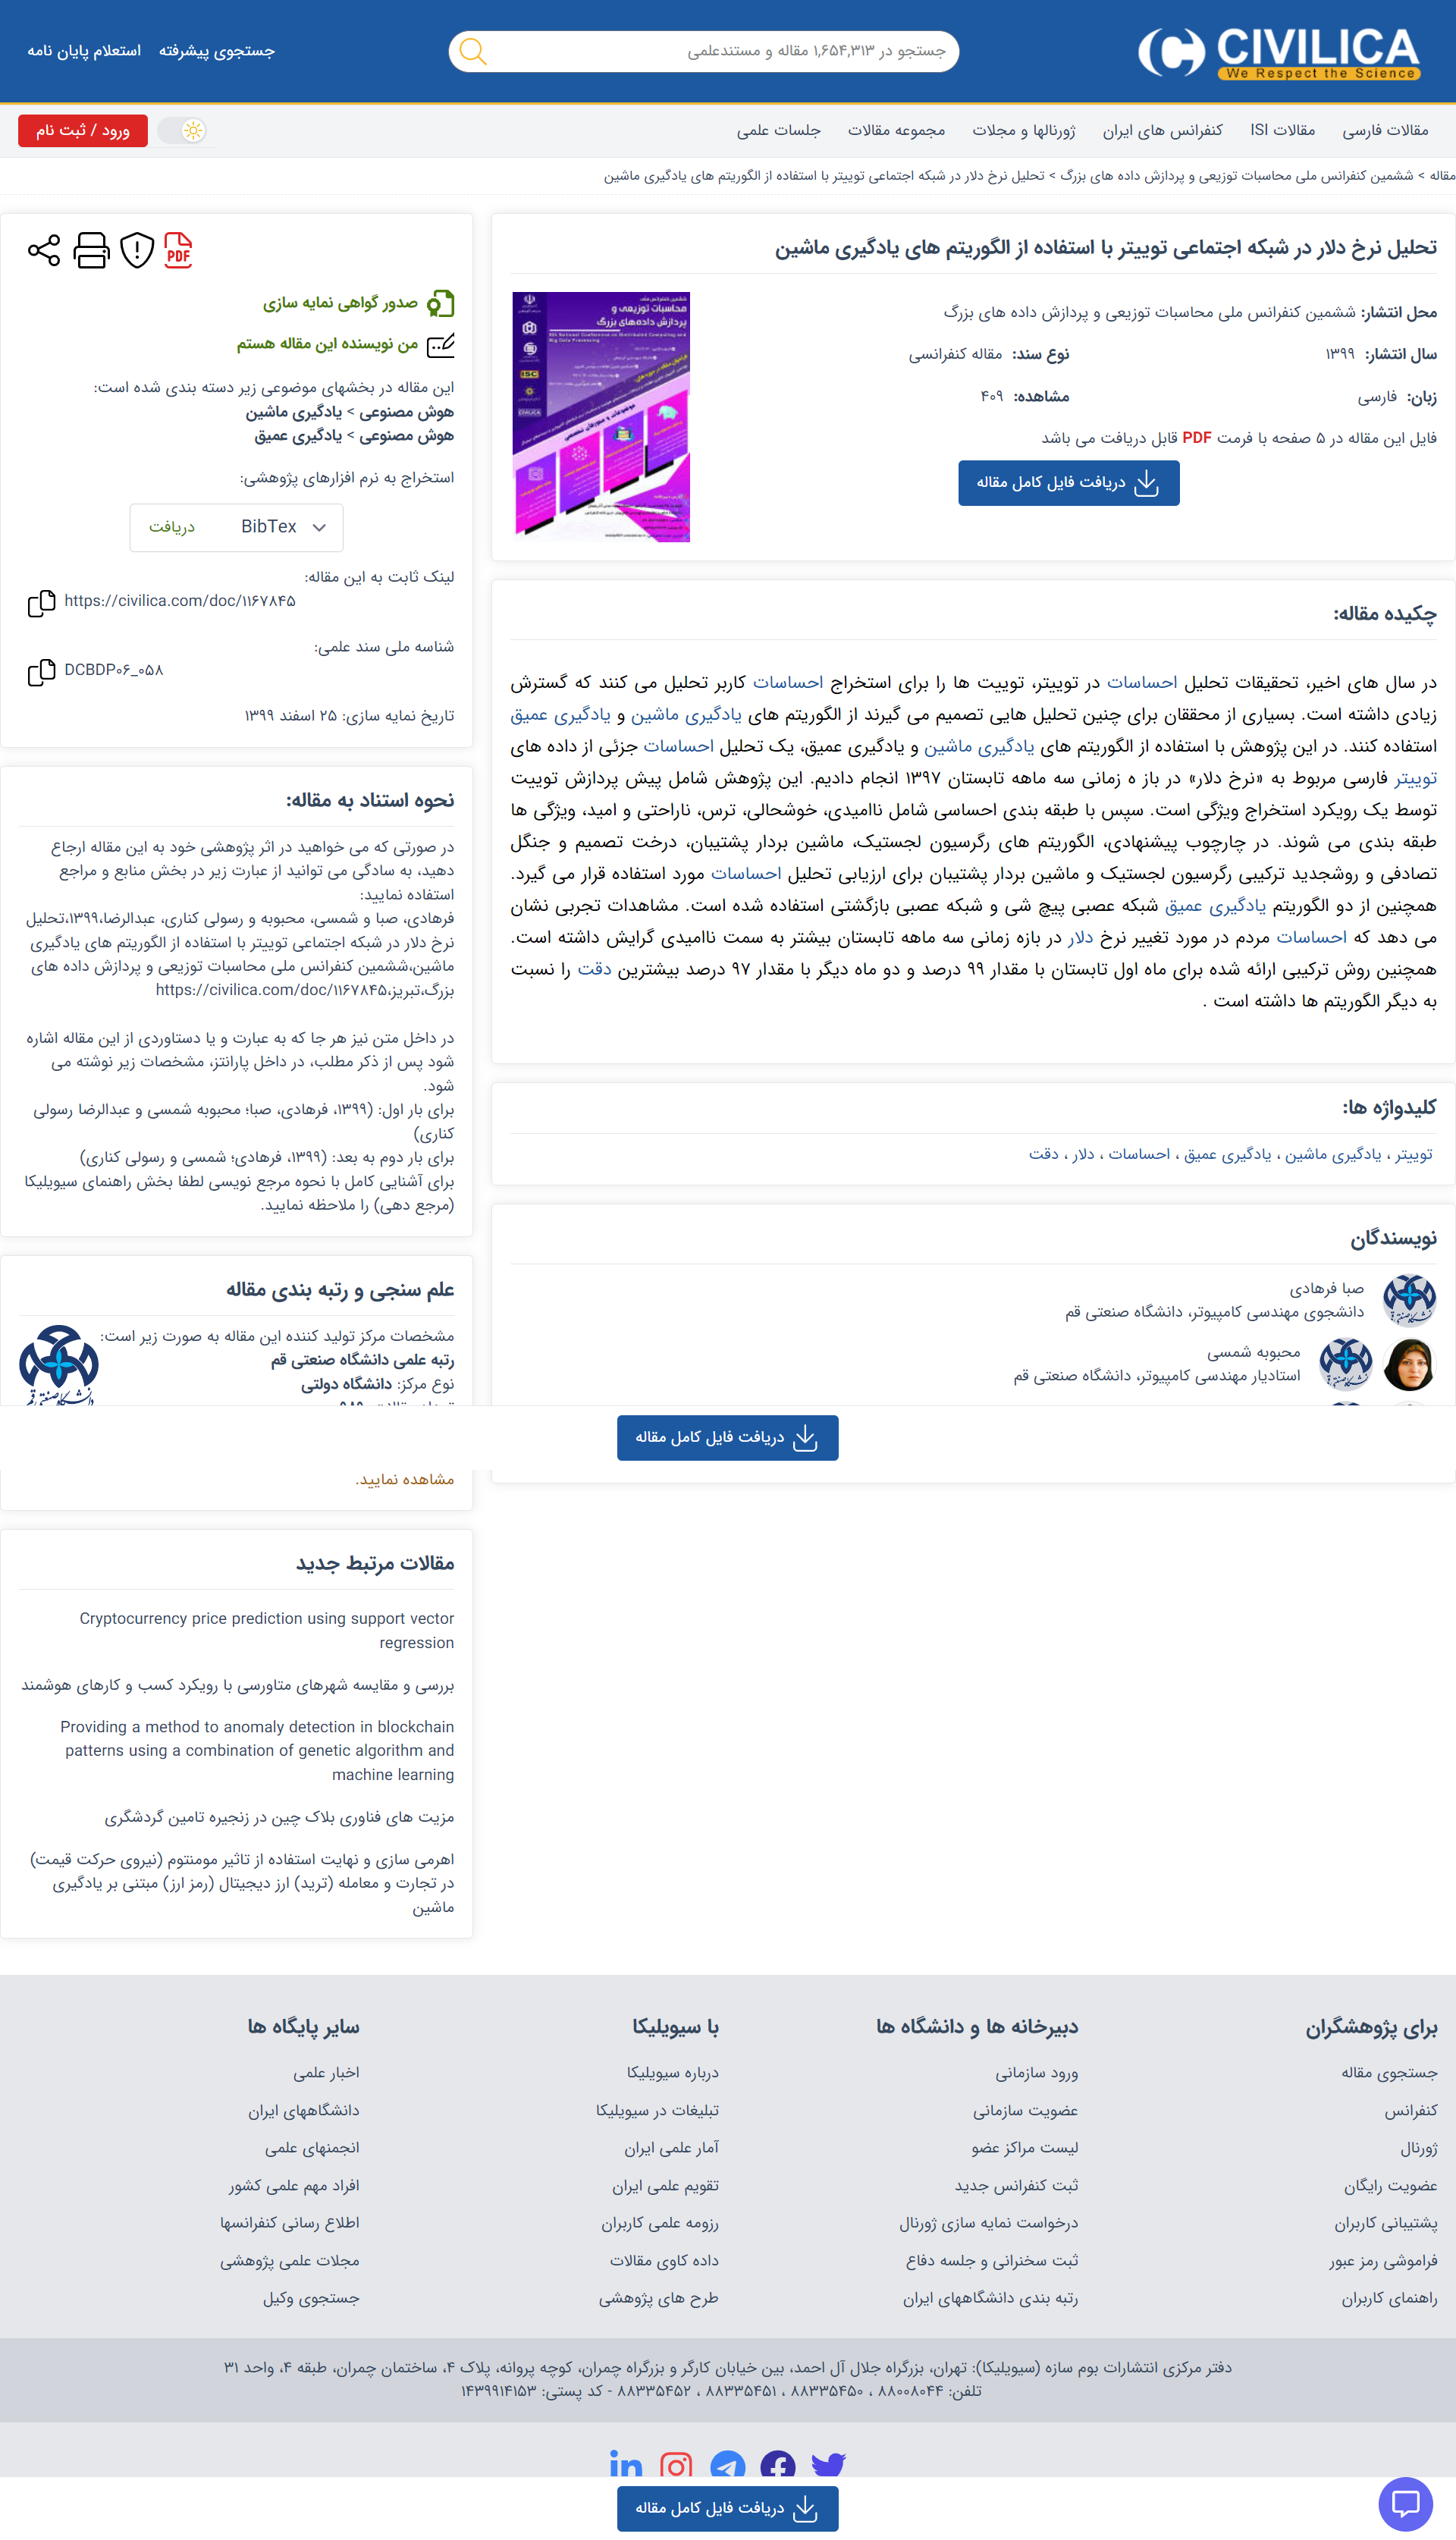 CIVILICA
We Respect the Science
جستجو در ۱,۶۵۴,۳۱۳ مقاله و مستندعلمی
جستجوی پیشرفته
استعلام پایان نامه
مقالات فارسی
مقالات ISI
کنفرانس های ایران
ژورنالها و مجلات
مجموعه مقالات
جلسات علمی
ورود / ثبت نام
مقاله > ششمین کنفرانس ملی محاسبات توزیعی و پردازش داده های بزرگ > تحلیل نرخ دلار در شبکه اجتماعی توییتر با استفاده از الگوریتم های یادگیری ماشین
تحلیل نرخ دلار در شبکه اجتماعی توییتر با استفاده از الگوریتم های یادگیری ماشین
محل انتشار: ششمین کنفرانس ملی محاسبات توزیعی و پردازش داده های بزرگ
سال انتشار: ۱۳۹۹
نوع سند: مقاله کنفرانسی
زبان: فارسی
مشاهده: ۴۰۹
فایل این مقاله در ۵ صفحه با فرمت PDF قابل دریافت می باشد
دریافت فایل کامل مقاله
محاسبات توزیعی و
پردازش داده‌های بزرگ
ISC
CIVILICA
چکیده مقاله:
در سال های اخیر، تحقیقات تحلیل احساسات در توییتر، توییت ها را برای استخراج احساسات کاربر تحلیل می کنند که گسترش
زیادی داشته است. بسیاری از محققان برای چنین تحلیل هایی تصمیم می گیرند از الگوریتم های یادگیری ماشین و یادگیری عمیق
استفاده کنند. در این پژوهش با استفاده از الگوریتم های یادگیری ماشین و یادگیری عمیق، یک تحلیل احساسات جزئی از داده های
توییتر فارسی مربوط به «نرخ دلار» در باز ه زمانی سه ماهه تابستان ۱۳۹۷ انجام دادیم. این پژوهش شامل پیش پردازش توییت
توسط یک رویکرد استخراج ویژگی است. سپس با طبقه بندی احساسی شامل ناامیدی، خوشحالی، ترس، ناراحتی و امید، ویژگی ها
طبقه بندی می شوند. در چارچوب پیشنهادی، الگوریتم های رگرسیون لجستیک، ماشین بردار پشتیبان، درخت تصمیم و جنگل
تصادفی و روشجدید ترکیبی رگرسیون لجستیک و ماشین بردار پشتیبان برای ارزیابی تحلیل احساسات مورد استفاده قرار می گیرد.
همچنین از دو الگوریتم یادگیری عمیق شبکه عصبی پیچ شی و شبکه عصبی بازگشتی استفاده شده است. مشاهدات تجربی نشان
می دهد که احساسات مردم در مورد تغییر نرخ دلار در بازه زمانی سه ماهه تابستان بیشتر به سمت ناامیدی گرایش داشته است.
همچنین روش ترکیبی ارائه شده برای ماه اول تابستان با مقدار ۹۹ درصد و دو ماه دیگر با مقدار ۹۷ درصد بیشترین دقت را نسبت
به دیگر الگوریتم ها داشته است .
کلیدواژه ها:
توییتر ، یادگیری ماشین ، یادگیری عمیق ، احساسات ، دلار ، دقت
نویسندگان
صبا فرهادی
دانشجوی مهندسی کامپیوتر، دانشگاه صنعتی قم
محبوبه شمسی
استادیار مهندسی کامپیوتر، دانشگاه صنعتی قم
PDF
صدور گواهی نمایه سازی
من نویسنده این مقاله هستم
این مقاله در بخشهای موضوعی زیر دسته بندی شده است:
هوش مصنوعی > یادگیری ماشین
هوش مصنوعی > یادگیری عمیق
استخراج به نرم افزارهای پژوهشی:
BibTex
دریافت
لینک ثابت به این مقاله:
https://civilica.com/doc/۱۱۶۷۸۴۵
شناسه ملی سند علمی:
DCBDP۰۶_۰۵۸
تاریخ نمایه سازی: ۲۵ اسفند ۱۳۹۹
نحوه استناد به مقاله:
در صورتی که می خواهید در اثر پژوهشی خود به این مقاله ارجاع
دهید، به سادگی می توانید از عبارت زیر در بخش منابع و مراجع
استفاده نمایید:
فرهادی، صبا و شمسی، محبوبه و رسولی کناری، عبدالرضا،۱۳۹۹،تحلیل
نرخ دلار در شبکه اجتماعی توییتر با استفاده از الگوریتم های یادگیری
ماشین،ششمین کنفرانس ملی محاسبات توزیعی و پردازش داده های
بزرگ،تبریز،https://civilica.com/doc/۱۱۶۷۸۴۵
در داخل متن نیز هر جا که به عبارت و یا دستاوردی از این مقاله اشاره
شود پس از ذکر مطلب، در داخل پارانتز، مشخصات زیر نوشته می
شود.
برای بار اول: (۱۳۹۹، فرهادی، صبا؛ محبوبه شمسی و عبدالرضا رسولی
کناری)
برای بار دوم به بعد: (۱۳۹۹، فرهادی؛ شمسی و رسولی کناری)
برای آشنایی کامل با نحوه مرجع نویسی لطفا بخش راهنمای سیویلیکا
(مرجع دهی) را ملاحظه نمایید.
علم سنجی و رتبه بندی مقاله
مشخصات مرکز تولید کننده این مقاله به صورت زیر است:
رتبه علمی دانشگاه صنعتی قم
نوع مرکز: دانشگاه دولتی
دریافت فایل کامل مقاله
مشاهده نمایید.
مقالات مرتبط جدید
Cryptocurrency price prediction using support vector
regression
بررسی و مقایسه شهرهای متاورسی با رویکرد کسب و کارهای هوشمند
Providing a method to anomaly detection in blockchain
patterns using a combination of genetic algorithm and
machine learning
مزیت های فناوری بلاک چین در زنجیره تامین گردشگری
اهرمی سازی و نهایت استفاده از تاثیر مومنتوم (نیروی حرکت قیمت)
در تجارت و معامله (ترید) ارز دیجیتال (رمز ارز) مبتنی بر یادگیری
ماشین
برای پژوهشگران
جستجوی مقاله
کنفرانس
ژورنال
عضویت رایگان
پشتیبانی کاربران
فراموشی رمز عبور
راهنمای کاربران
دبیرخانه ها و دانشگاه ها
ورود سازمانی
عضویت سازمانی
لیست مراکز عضو
ثبت کنفرانس جدید
درخواست نمایه سازی ژورنال
ثبت سخنرانی و جلسه دفاع
رتبه بندی دانشگاههای ایران
با سیویلیکا
درباره سیویلیکا
تبلیغات در سیویلیکا
آمار علمی ایران
تقویم علمی ایران
رزومه علمی کاربران
داده کاوی مقالات
طرح های پژوهشی
سایر پایگاه ها
اخبار علمی
دانشگاههای ایران
انجمنهای علمی
افراد مهم علمی کشور
اطلاع رسانی کنفرانسها
مجلات علمی پژوهشی
جستجوی وکیل
دفتر مرکزی انتشارات بوم سازه (سیویلیکا): تهران، بزرگراه جلال آل احمد، بین خیابان کارگر و بزرگراه چمران، کوچه پروانه، پلاک ۴، ساختمان چمران، طبقه ۴، واحد ۳۱
تلفن: ۸۸۰۰۸۰۴۴ ، ۸۸۳۳۵۴۵۰ ، ۸۸۳۳۵۴۵۱ ، ۸۸۳۳۵۴۵۲ - کد پستی: ۱۴۳۹۹۱۴۱۵۳
دریافت فایل کامل مقاله